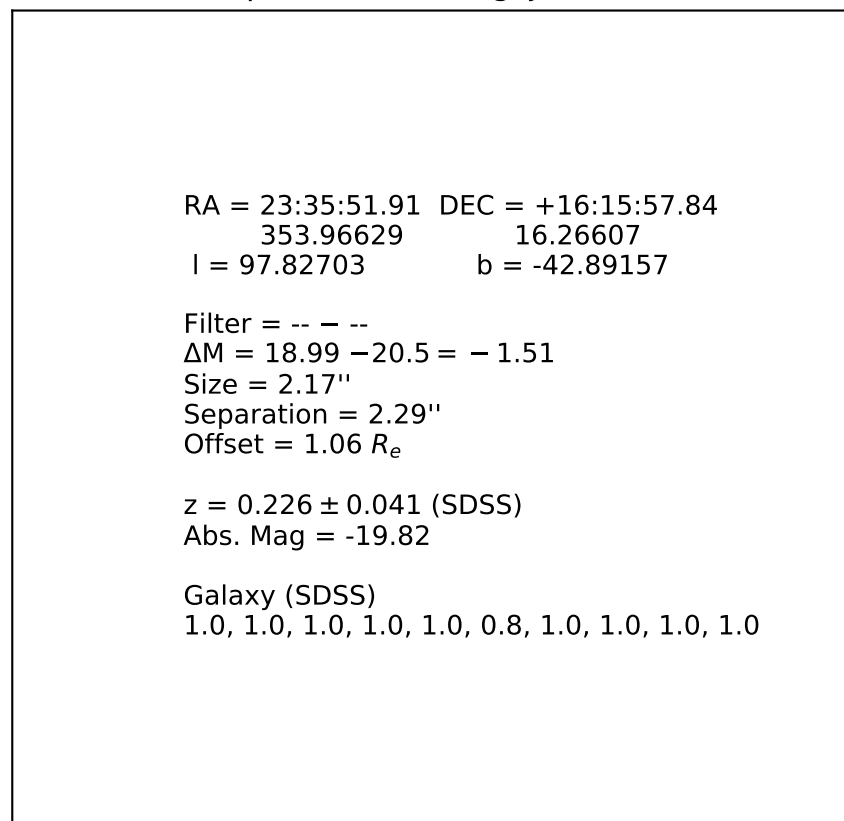 RA = 23:35:51.91 DEC = +16:15:57.84
353.96629 16.26607
l = 97.82703 b = -42.89157
Filter = -- − --
ΔM = 18.99 −20.5 = − 1.51
Size = 2.17''
Separation = 2.29''
Offset = 1.06 Rₑ
z = 0.226 ± 0.041 (SDSS)
Abs. Mag = -19.82
Galaxy (SDSS)
1.0, 1.0, 1.0, 1.0, 1.0, 0.8, 1.0, 1.0, 1.0, 1.0